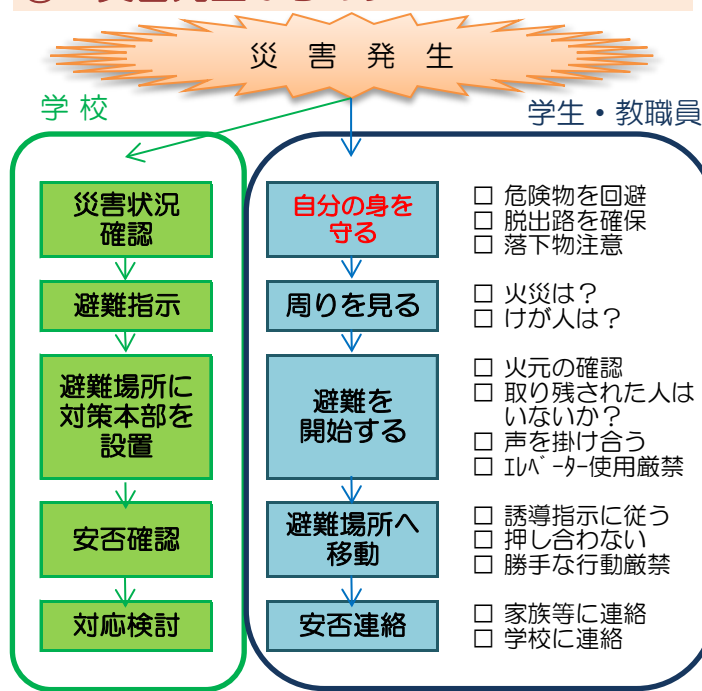 災害発生
学校
学生・教職員
災害状況
確認
避難指示
避難場所に
対策本部を
設置
安否確認
対応検討
自分の身を
守る
□ 危険物を回避
□ 脱出路を確保
□ 落下物注意
周りを見る
□ 火災は？
□ けが人は？
避難を
開始する
□ 火元の確認
□ 取り残された人は
いないか？
□ 声を掛け合う
□ ｴﾚﾍﾞｰﾀｰ使用厳禁
避難場所へ
移動
□ 誘導指示に従う
□ 押し合わない
□ 勝手な行動厳禁
安否連絡
□ 家族等に連絡
□ 学校に連絡